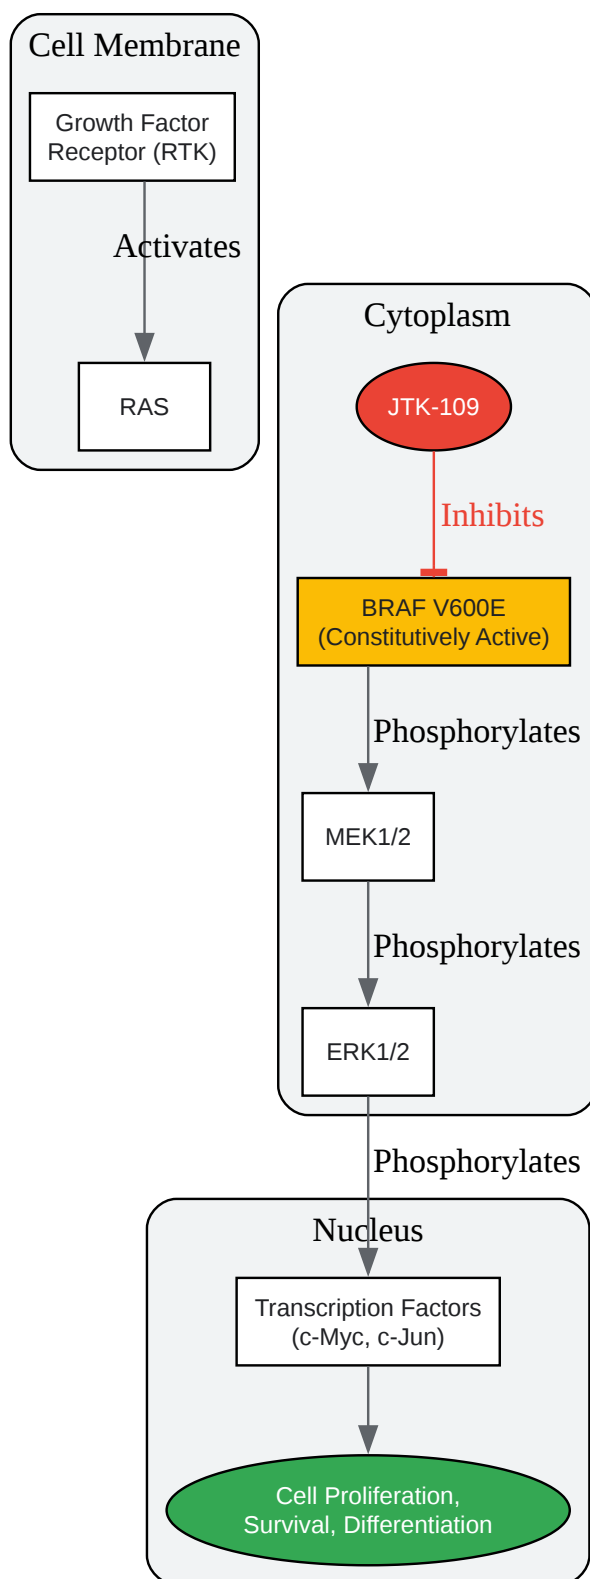 Cell Membrane
Growth Factor
Receptor (RTK)
Activates
RAS
Cytoplasm
JTK-109
Inhibits
BRAF V600E
(Constitutively Active)
Phosphorylates
MEK1/2
Phosphorylates
ERK1/2
Phosphorylates
Nucleus
Transcription Factors
(c-Myc, c-Jun)
Cell Proliferation,
Survival, Differentiation